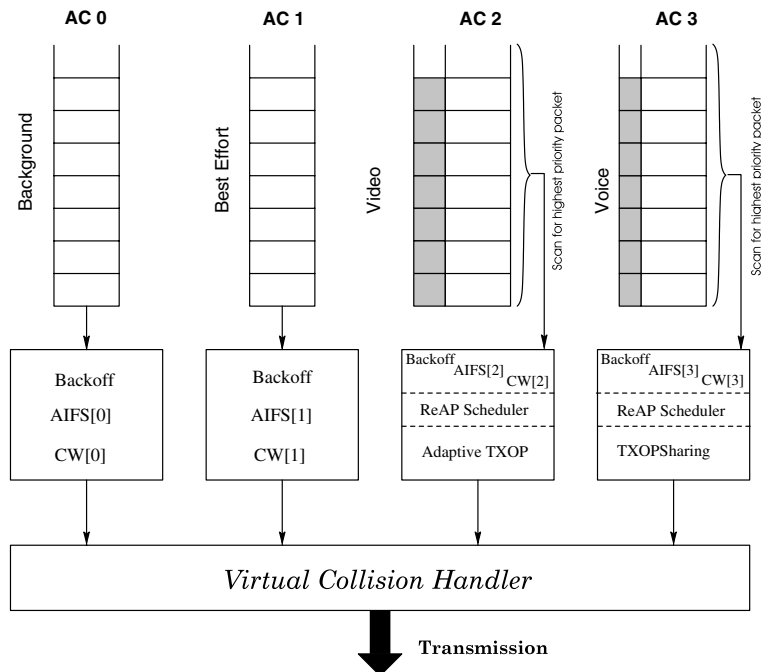 AC 0
AC 1
AC 2
AC 3
Background
Best Effort
Video
Scan for highest priority packet
Voice
Scan for highest priority packet
Backoff
AIFS[0]
CW[0]
Backoff
AIFS[1]
CW[1]
Backoff AIFS[2] CW[2]
ReAP Scheduler
Adaptive TXOP
Backoff AIFS[3] CW[3]
ReAP Scheduler
TXOPSharing
Virtual Collision Handler
Transmission